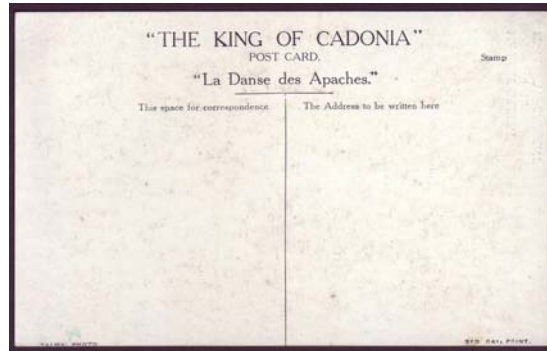 "THE KING OF CADONIA"
POST CARD.
Stamp
"La Danse des Apaches."
This space for correspondence
The Address to be written here
PHOTO